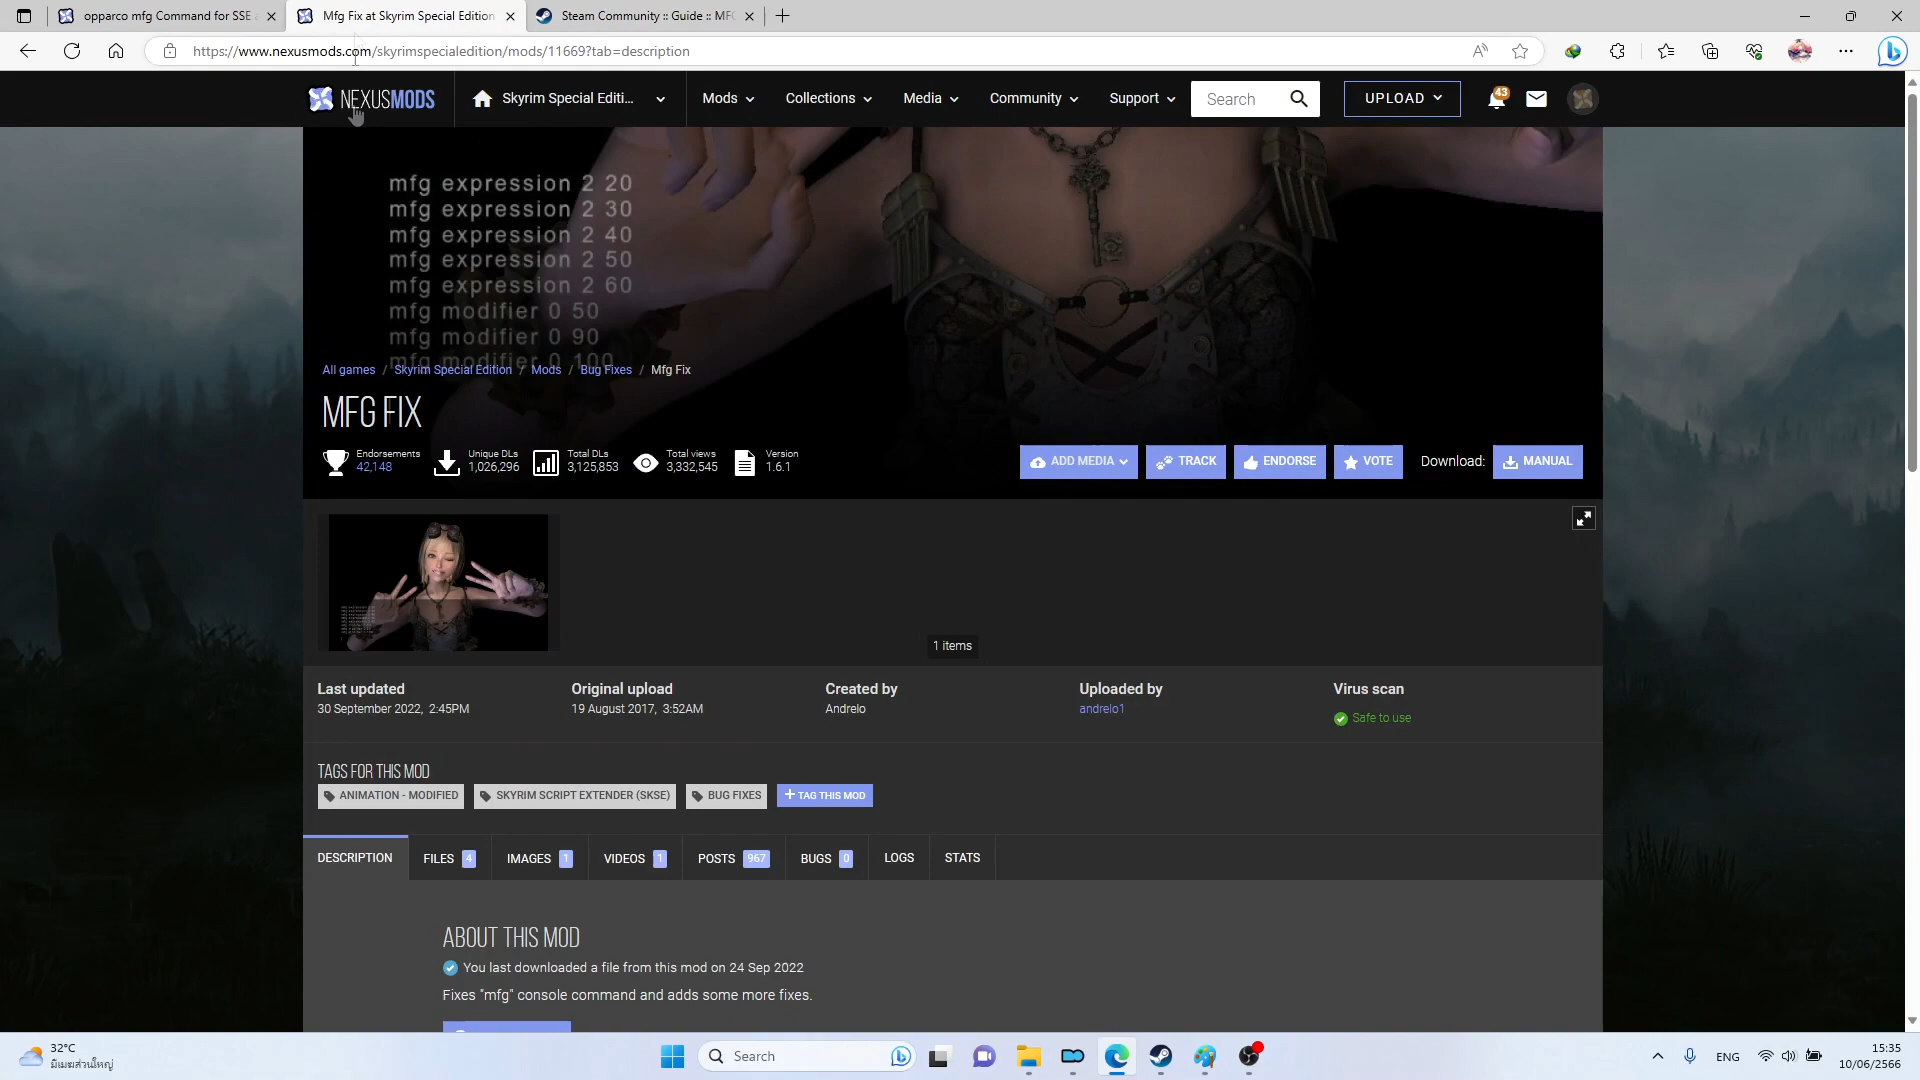 opparco mfg Command for SSE a
Mfg Fix at Skyrim Special Edition
Steam Community :: Guide :: MFG
https://www.nexusmods.com/skyrimspecialedition/mods/11669?tab=description
NEXUSMODS
Skyrim Special Editi...
Mods
Collections
Media
Community
Support
Search
UPLOAD
43
mfg expression 2 20
mfg expression 2 30
mfg expression 2 40
mfg expression 2 50
mfg expression 2 60
mfg modifier 0 50
mfg modifier 0 90
mfg modifier 0 100
All games / Skyrim Special Edition / Mods / Bug Fixes / Mfg Fix
MFG FIX
Endorsements
42,148
Unique DLs
1,026,296
Total DLs
3,125,853
Total views
3,332,545
Version
1.6.1
ADD MEDIA
TRACK
ENDORSE
VOTE
Download:
MANUAL
1 items
Last updated
30 September 2022, 2:45PM
Original upload
19 August 2017, 3:52AM
Created by
Andrelo
Uploaded by
andrelo1
Virus scan
Safe to use
TAGS FOR THIS MOD
ANIMATION - MODIFIED
SKYRIM SCRIPT EXTENDER (SKSE)
BUG FIXES
+ TAG THIS MOD
DESCRIPTION
FILES 4
IMAGES 1
VIDEOS 1
POSTS 967
BUGS 0
LOGS
STATS
ABOUT THIS MOD
You last downloaded a file from this mod on 24 Sep 2022
Fixes "mfg" console command and adds some more fixes.
32°C
มีเมฆส่วนใหญ่
Search
ENG
15:35
10/06/2566